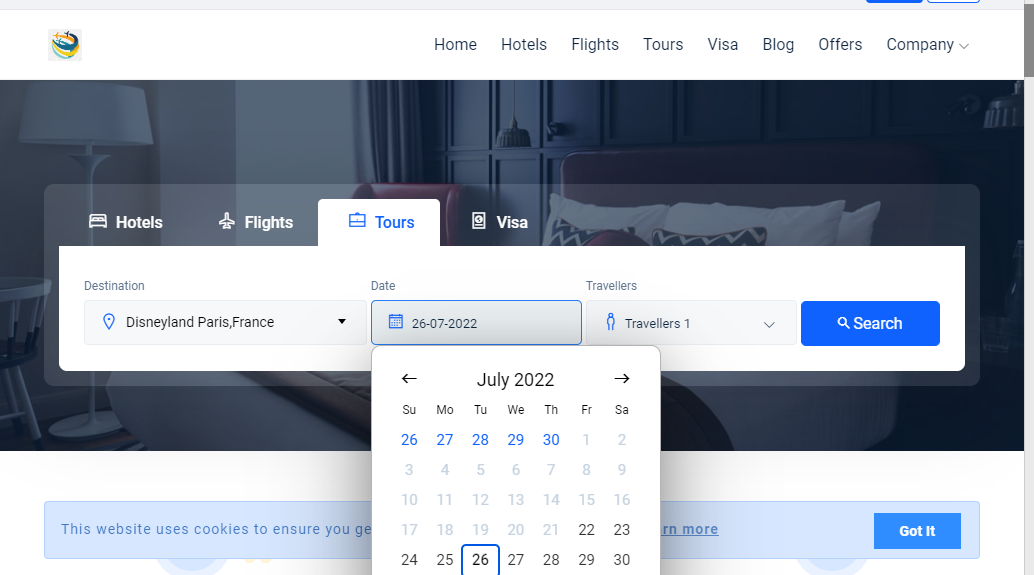 Home Hotels Flights Tours Visa Blog Offers Company
Hotels Flights Tours Visa
Destination Date Travellers
Disneyland Paris,France 26-07-2022 Travellers 1 Search
July 2022
Su Mo Tu We Th Fr Sa
26 27 28 29 30 1 2
3 4 5 6 7 8 9
10 11 12 13 14 15 16
17 18 19 20 21 22 23
24 25 26 27 28 29 30
This website uses cookies to ensure you ge
rn more
Got It